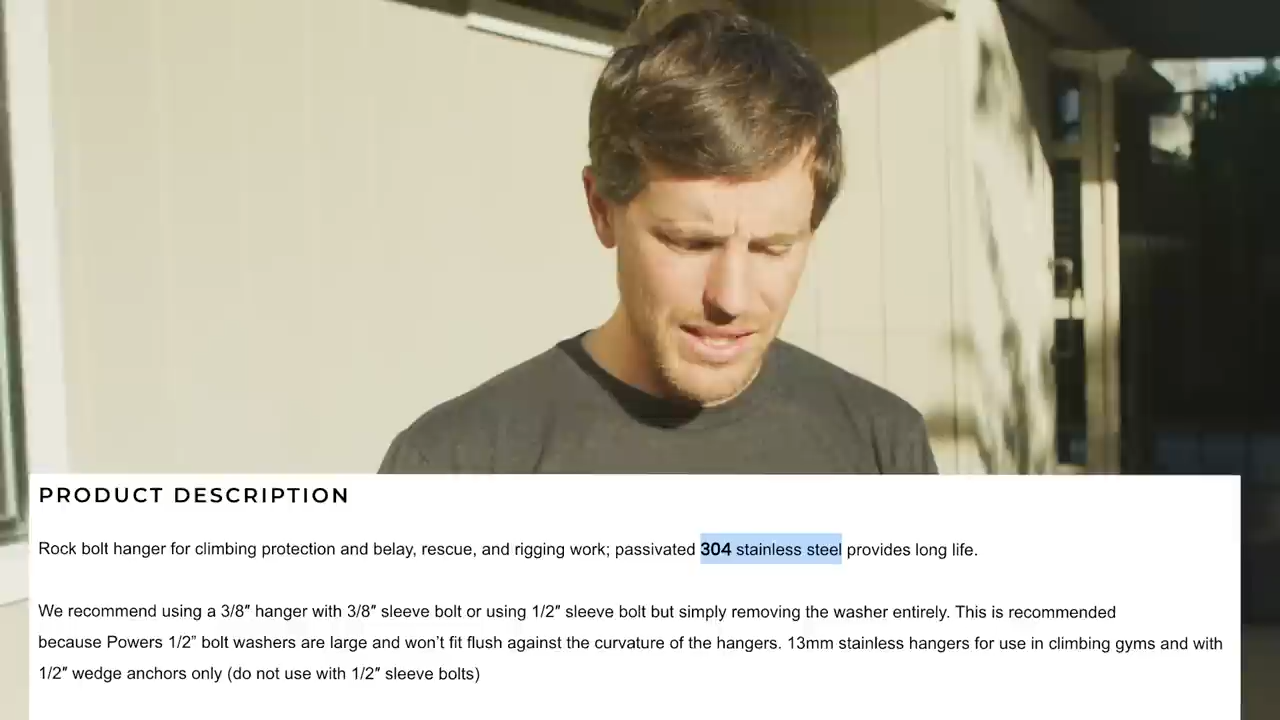 PRODUCT DESCRIPTION
Rock bolt hanger for climbing protection and belay, rescue, and rigging work; passivated 304 stainless steel provides long life.
We recommend using a 3/8″ hanger with 3/8″ sleeve bolt or using 1/2″ sleeve bolt but simply removing the washer entirely. This is recommended
because Powers 1/2” bolt washers are large and won’t fit flush against the curvature of the hangers. 13mm stainless hangers for use in climbing gyms and with
1/2″ wedge anchors only (do not use with 1/2″ sleeve bolts)